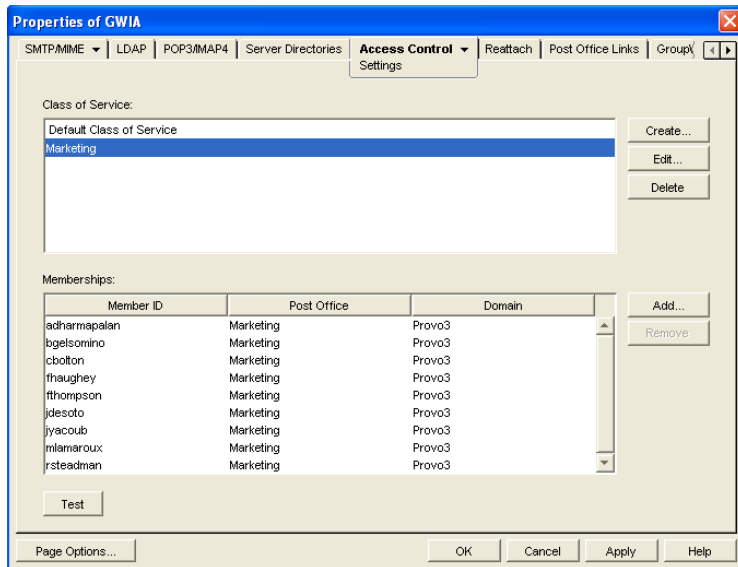 Properties of GWIA
SMTP/MIME LDAP POP3/IMAP4 Server Directories Access Control Reattach Post Office Links
Settings
Class of Service:
Default Class of Service
Create...
Marketing
Edit...
Delete
Memberships:
Member ID Post Office Domain
Add...
adharmapalan Marketing Provo3
Remove
bgelsomino Marketing Provo3
cbolton Marketing Provo3
fhaughey Marketing Provo3
fthompson Marketing Provo3
jdesoto Marketing Provo3
jyacoub Marketing Provo3
mlamaroux Marketing Provo3
rsteadman Marketing Provo3
Test
Page Options... OK Cancel Apply Help